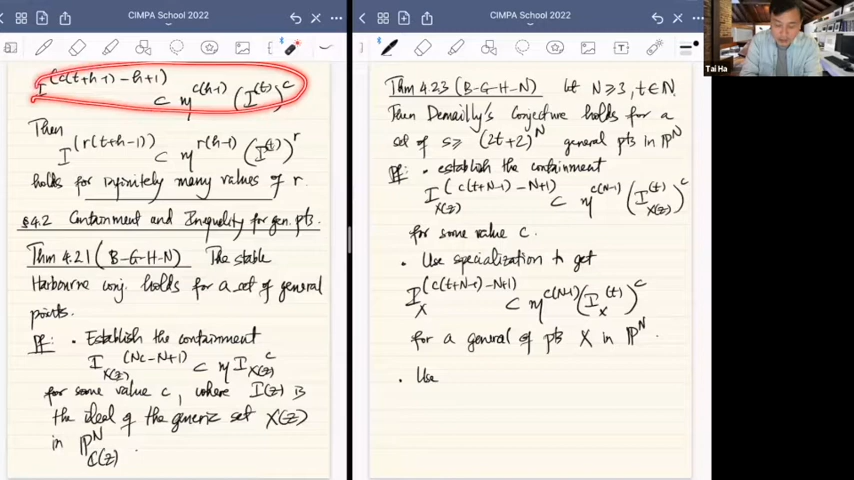 CIMPA School 2022
I^(c(t+h-1)-h+1) ⊂ m^c(h-1) (I^(t))^c
Then
I^(r(t+h-1)) ⊂ m^r(h-1) (I^(t))^r
holds for infinitely many values of r.
§4.2 Containment and Inequality for gen. pts.
Thm 4.21 (B-G-H-N) The stable
Harbourne conj. holds for a set of general
points.
Pf: • Establish the containment
I_X(z)^(Nc-N+1) ⊂ m I_X(z)^c
for some value c, where I(z) is
the ideal of the generic set X(z)
in ℙ^N_ℂ(z) .
CIMPA School 2022
Thm 4.23 (B-G-H-N) Let N≥3, t∈ℕ.
Then Demailly's Conjecture holds for a
set of s≥ (2t+2)^N general pts in ℙ^N
Pf: • establish the containment
I_X(z)^(c(t+N-1)-N+1) ⊂ m^c(N-1) (I_X(z)^(t))^c
for some value c.
• Use specialization to get
I_X^(c(t+N-1)-N+1) ⊂ m^c(N-1) (I_X^(t))^c
for a general of pts X in ℙ^N.
• Use
Tai Ha